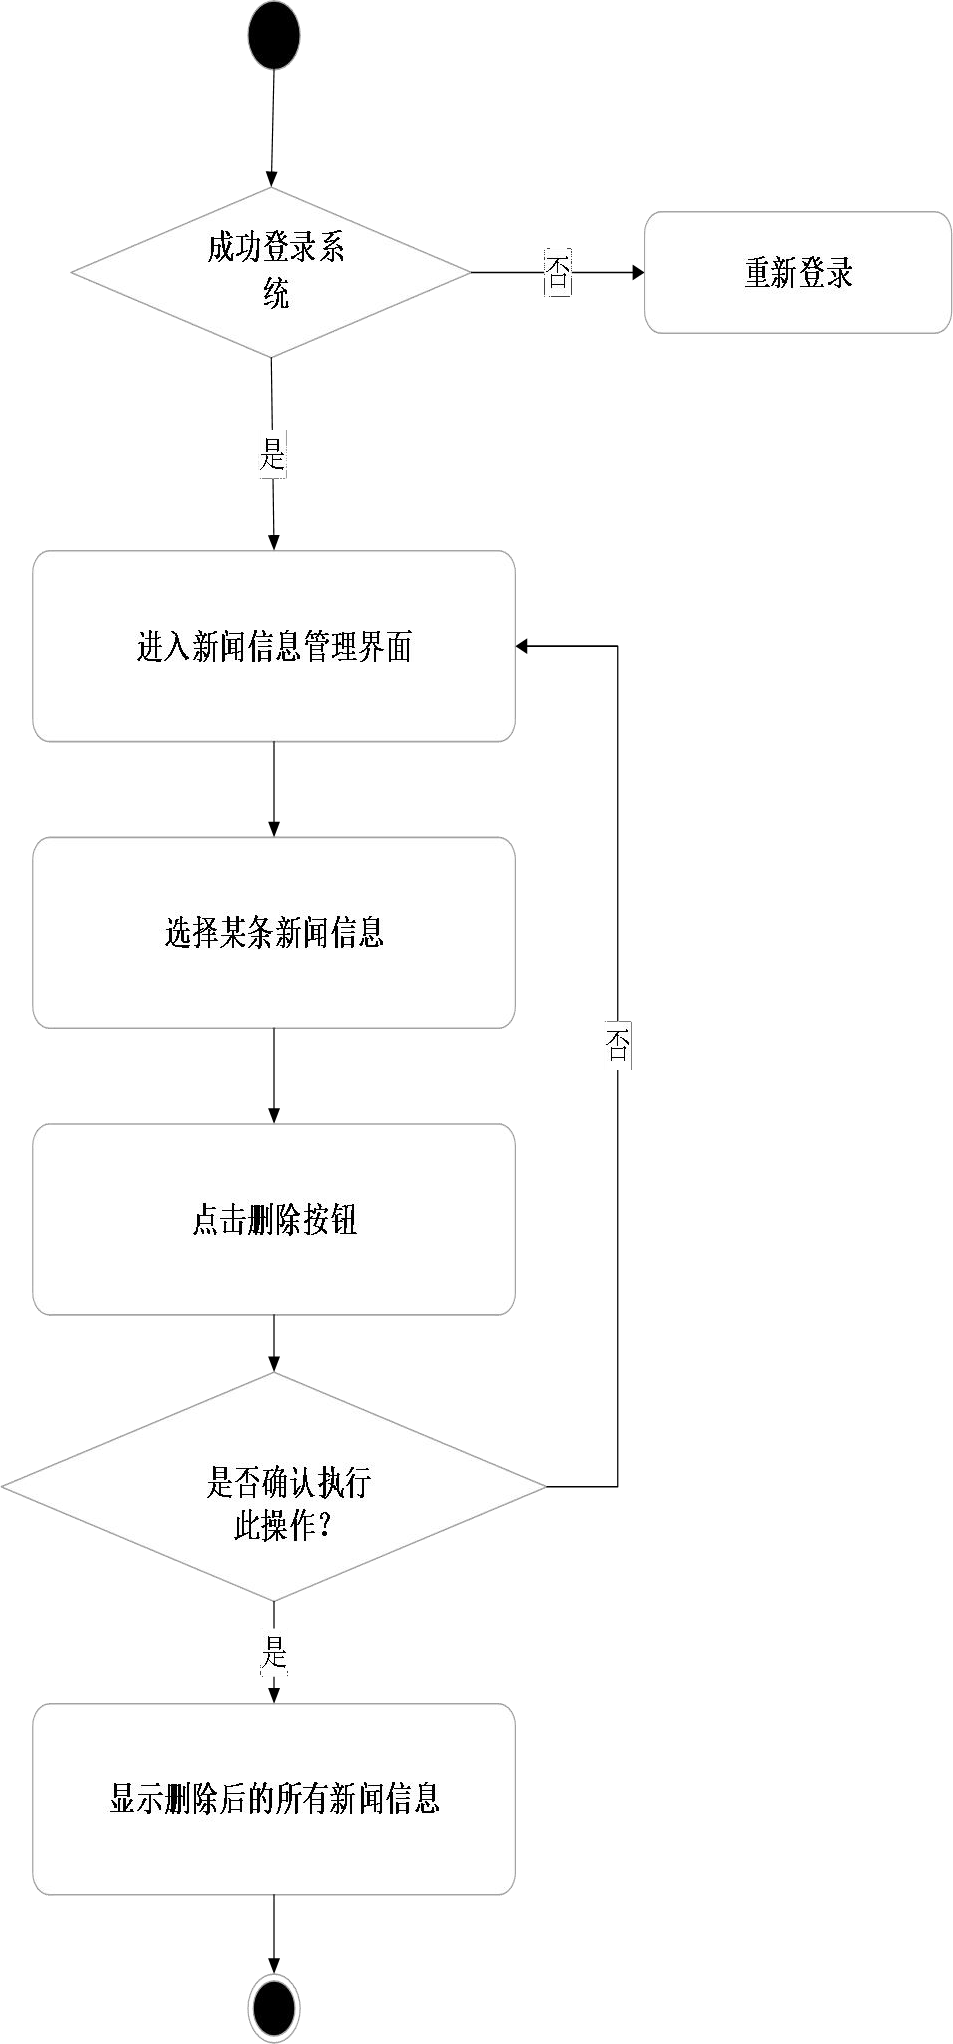 成功登录系
统
否
重新登录
是
进入新闻信息管理界面
选择某条新闻信息
否
点击删除按钮
是否确认执行
此操作？
是
显示删除后的所有新闻信息